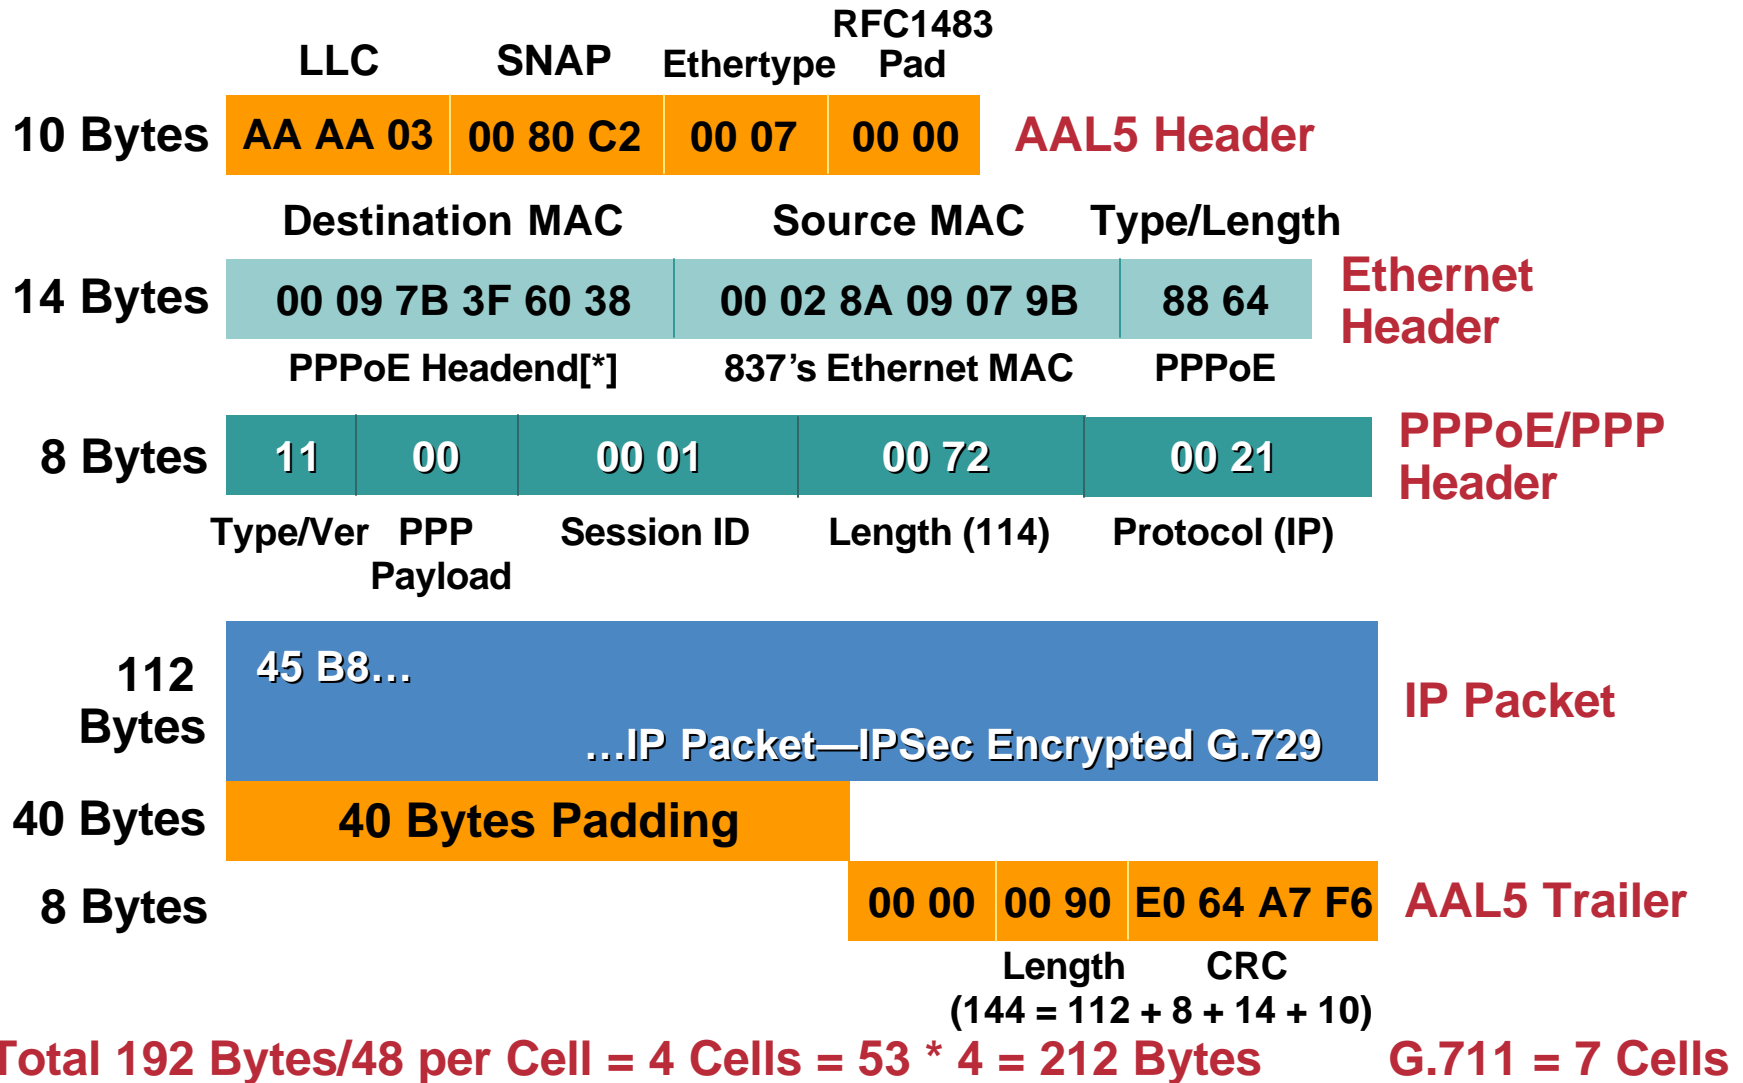 RFC1483
LLC SNAP Ethertype Pad
10 Bytes AA AA 03 00 80 C2 00 07 00 00 AAL5 Header
Destination MAC Source MAC Type/Length
14 Bytes 00 09 7B 3F 60 38 00 02 8A 09 07 9B 88 64 Ethernet
Header
PPPoE Headend[*] 837’s Ethernet MAC PPPoE
8 Bytes 11 00 00 01 00 72 00 21 PPPoE/PPP
Header
Type/Ver PPP Session ID Length (114) Protocol (IP)
Payload
112
Bytes
45 B8…
…IP Packet—IPSec Encrypted G.729
IP Packet
40 Bytes 40 Bytes Padding
8 Bytes 00 00 00 90 E0 64 A7 F6 AAL5 Trailer
Length CRC
(144 = 112 + 8 + 14 + 10)
Total 192 Bytes/48 per Cell = 4 Cells = 53 * 4 = 212 Bytes G.711 = 7 Cells